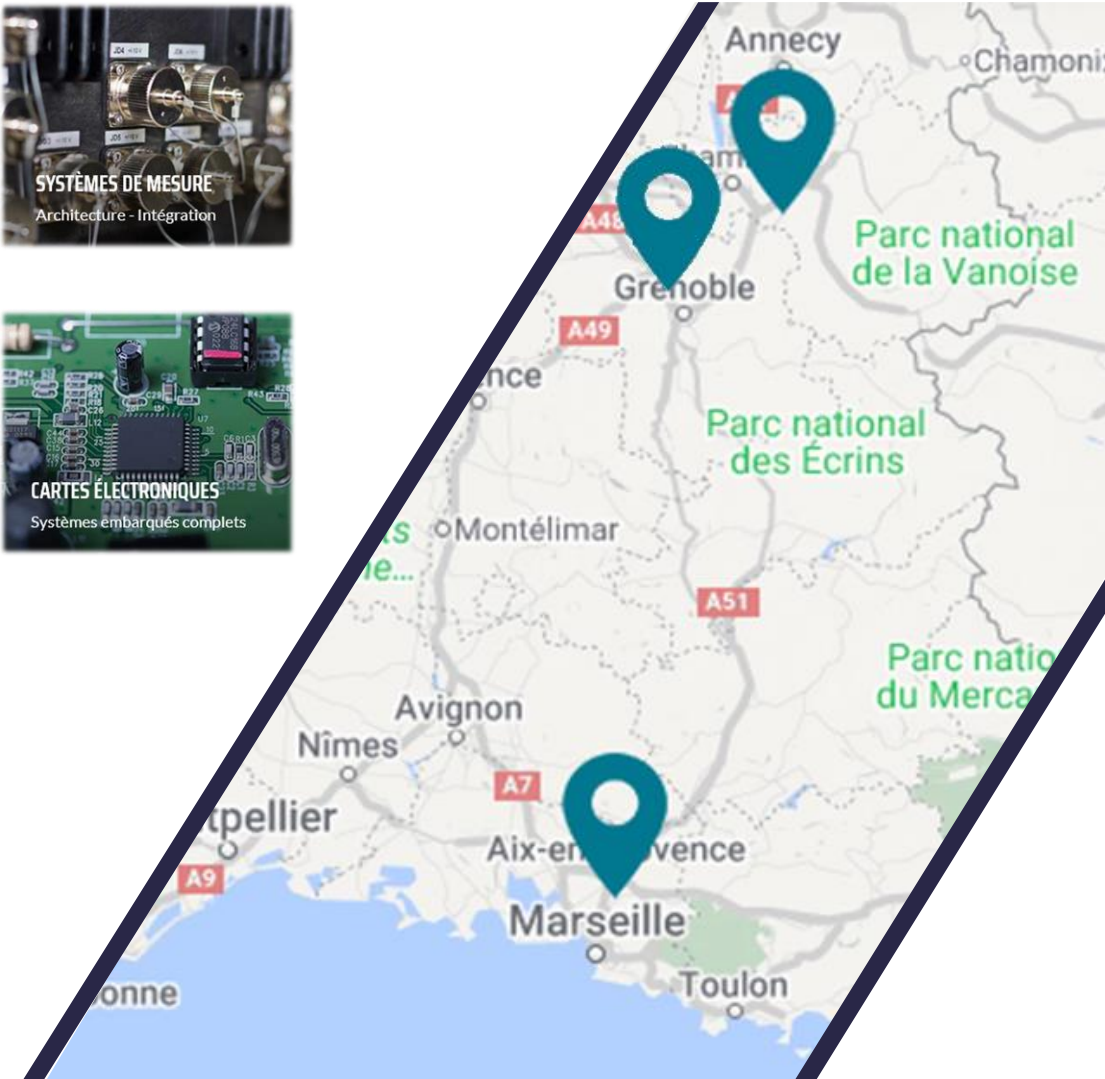 SYSTÈMES DE MESURE
Architecture - Intégration
CARTES ÉLECTRONIQUES
Systèmes embarqués complets
JD4
Annecy
Chamoni
A48
Parc national
de la Vanoise
Grenoble
A49
ence
Parc national
des Écrins
Montélimar
A51
Parc natio
du Merca
Avignon
Nîmes
A7
tpellier
Aix-en
vence
A9
Marseille
onne
Toulon